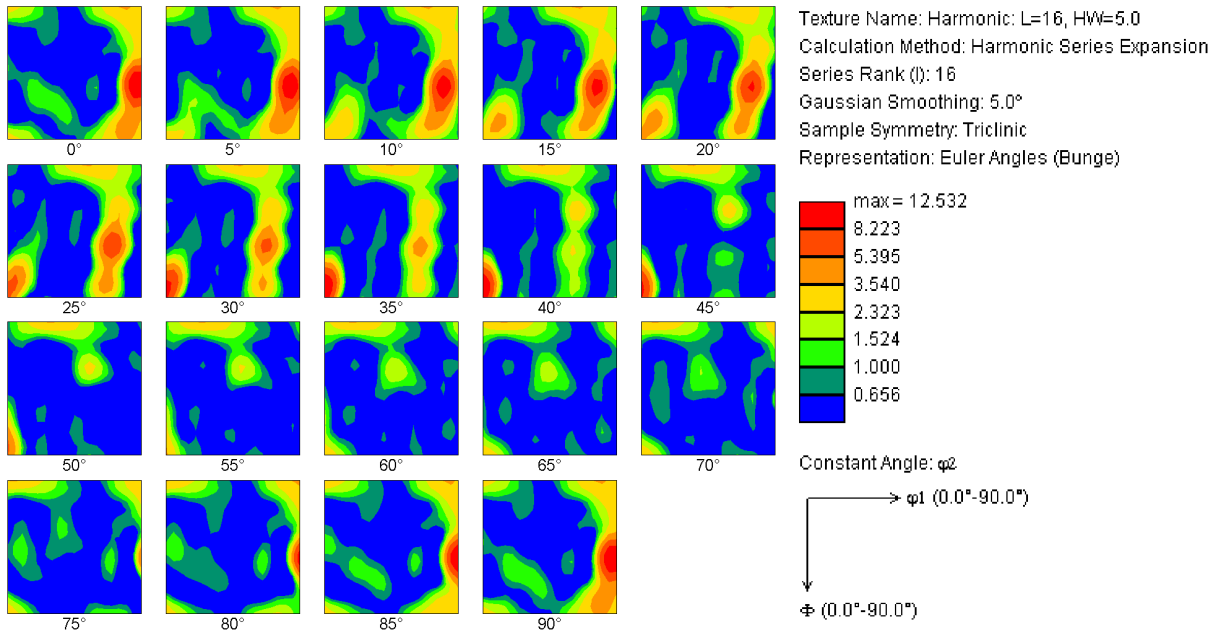 Texture Name: Harmonic: L=16, HW=5.0
Calculation Method: Harmonic Series Expansion
Series Rank (l): 16
Gaussian Smoothing: 5.0°
Sample Symmetry: Triclinic
Representation: Euler Angles (Bunge)
0° 5° 10° 15° 20°
25° 30° 35° 40° 45°
50° 55° 60° 65° 70°
75° 80° 85° 90°
max = 12.532
8.223
5.395
3.540
2.323
1.524
1.000
0.656
Constant Angle: φ2
φ1 (0.0°-90.0°)
Φ (0.0°-90.0°)